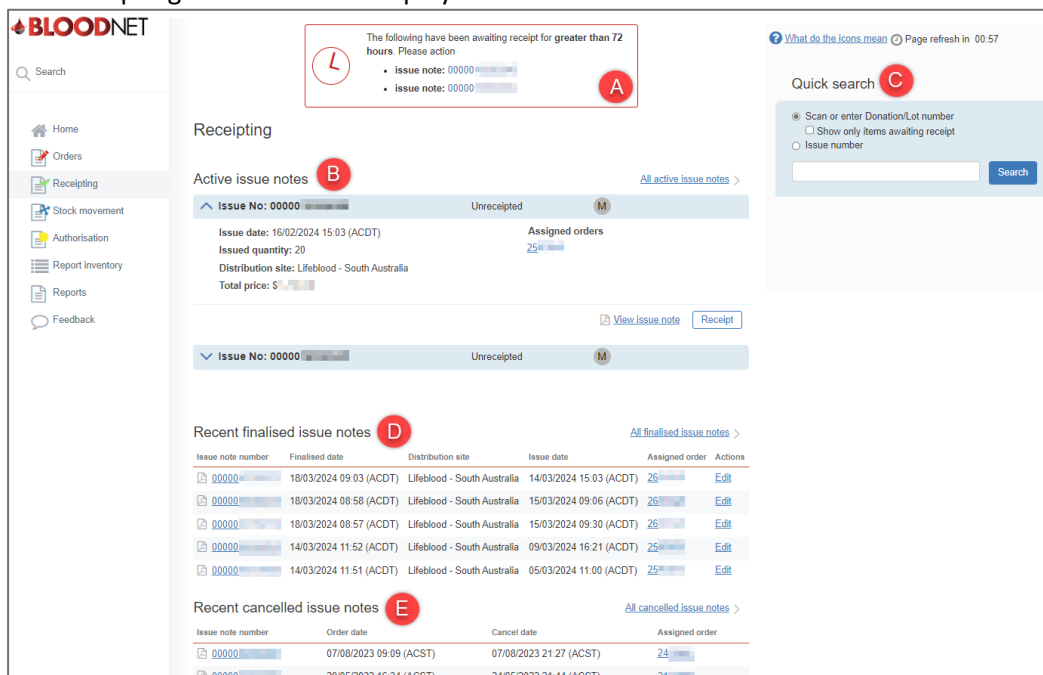 BLOODNET
Search
Home
Orders
Receipting
Stock movement
Authorisation
Report inventory
Reports
Feedback
The following have been awaiting receipt for greater than 72
hours. Please action
issue note: 00000
issue note: 00000
A
Receipting
Active issue notes B All active issue notes
Issue No: 00000 Unreceipted M
Issue date: 16/02/2024 15:03 (ACDT) Assigned orders
Issued quantity: 20 25
Distribution site: Lifeblood - South Australia
Total price: $
View issue note Receipt
Issue No: 00000 Unreceipted M
Recent finalised issue notes D All finalised issue notes
Issue note number Finalised date Distribution site Issue date Assigned order Actions
00000 18/03/2024 09:03 (ACDT) Lifeblood - South Australia 14/03/2024 15:03 (ACDT) 26 Edit
00000 18/03/2024 08:58 (ACDT) Lifeblood - South Australia 15/03/2024 09:06 (ACDT) 26 Edit
00000 18/03/2024 08:57 (ACDT) Lifeblood - South Australia 15/03/2024 09:30 (ACDT) 26 Edit
00000 14/03/2024 11:52 (ACDT) Lifeblood - South Australia 09/03/2024 16:21 (ACDT) 25 Edit
00000 14/03/2024 11:51 (ACDT) Lifeblood - South Australia 05/03/2024 11:00 (ACDT) 25 Edit
Recent cancelled issue notes E All cancelled issue notes
Issue note number Order date Cancel date Assigned order
00000 07/08/2023 09:09 (ACST) 07/08/2023 21:27 (ACST) 24
What do the icons mean Page refresh in 00:57
Quick search C
Scan or enter Donation/Lot number
Show only items awaiting receipt
Issue number
Search